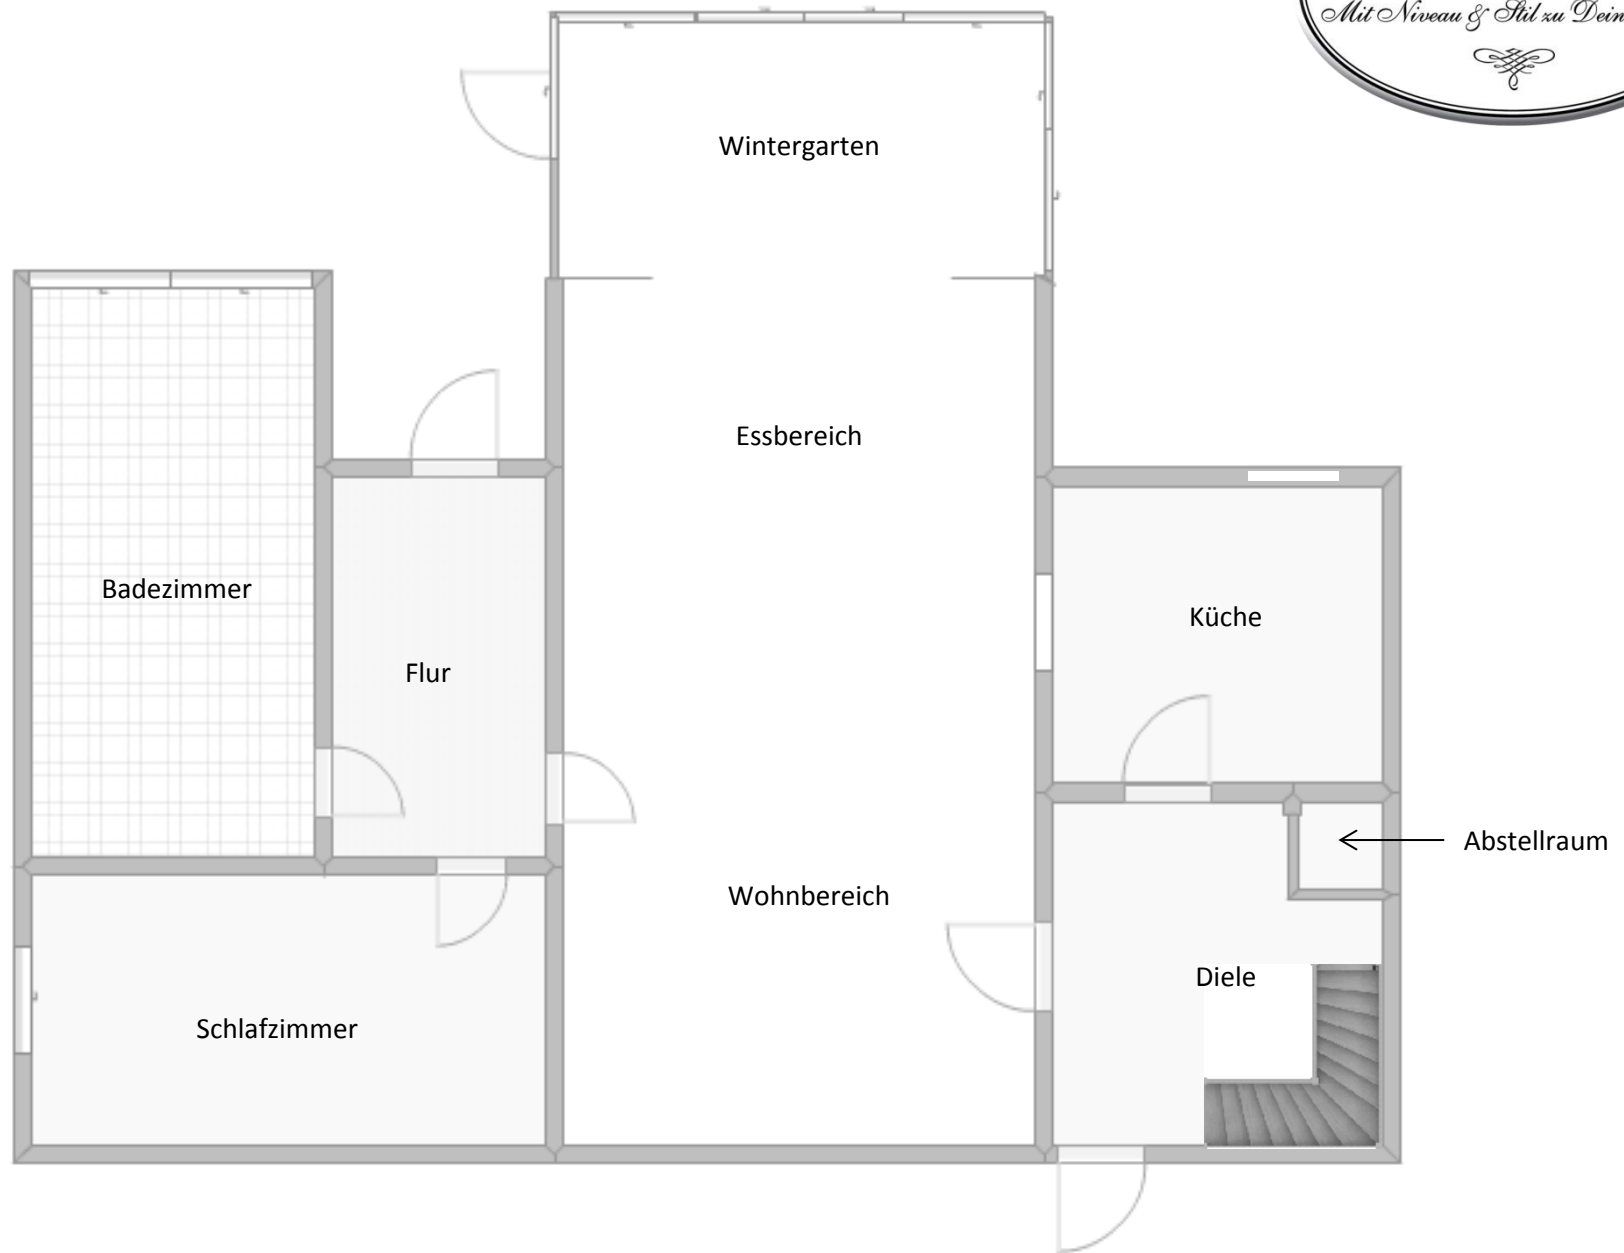 Mit Niveau & Stil zu Dein
Wintergarten
Essbereich
Badezimmer
Küche
Flur
Abstellraum
Wohnbereich
Diele
Schlafzimmer